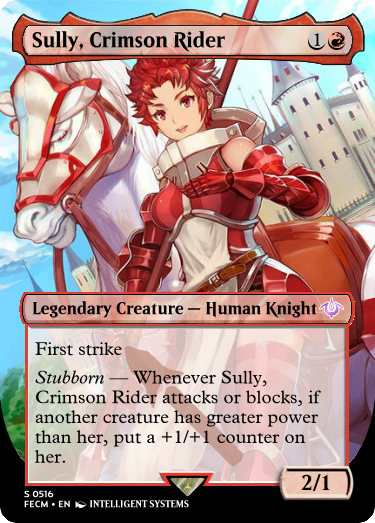 Sully, Crimson Rider 1
Legendary Creature — Human Knight
First strike
Stubborn — Whenever Sully,
Crimson Rider attacks or blocks, if
another creature has greater power
than her, put a +1/+1 counter on
her.
2/1
S 0516
FECM • EN INTELLIGENT SYSTEMS